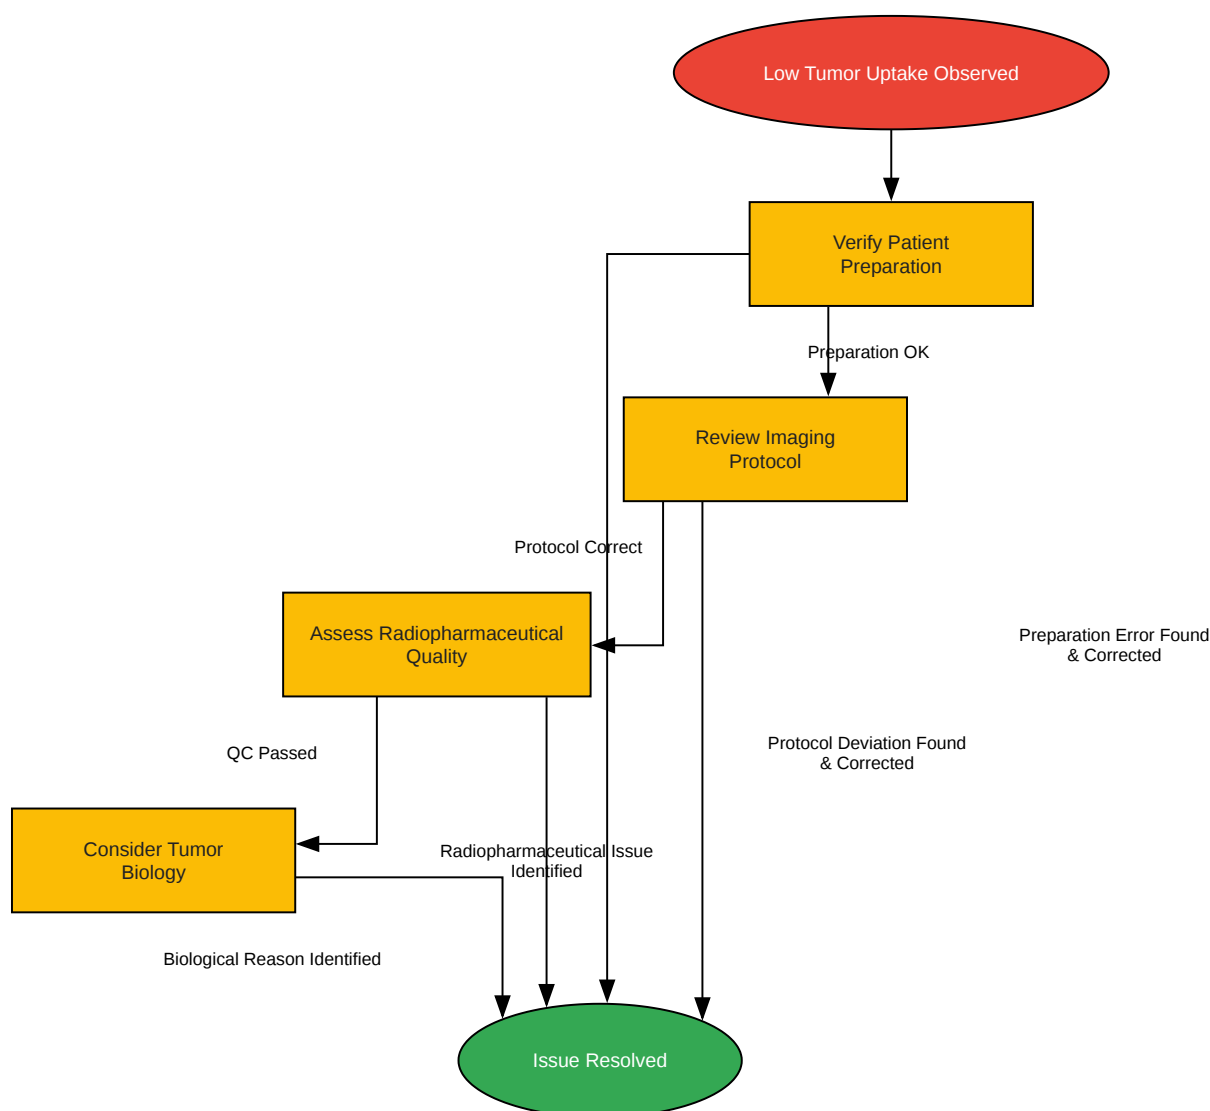 Low Tumor Uptake Observed
Verify Patient
Preparation
Preparation OK
Review Imaging
Protocol
Protocol Correct
Assess Radiopharmaceutical
Quality
Preparation Error Found
& Corrected
Protocol Deviation Found
& Corrected
QC Passed
Consider Tumor
Biology
Radiopharmaceutical Issue
Identified
Biological Reason Identified
Issue Resolved